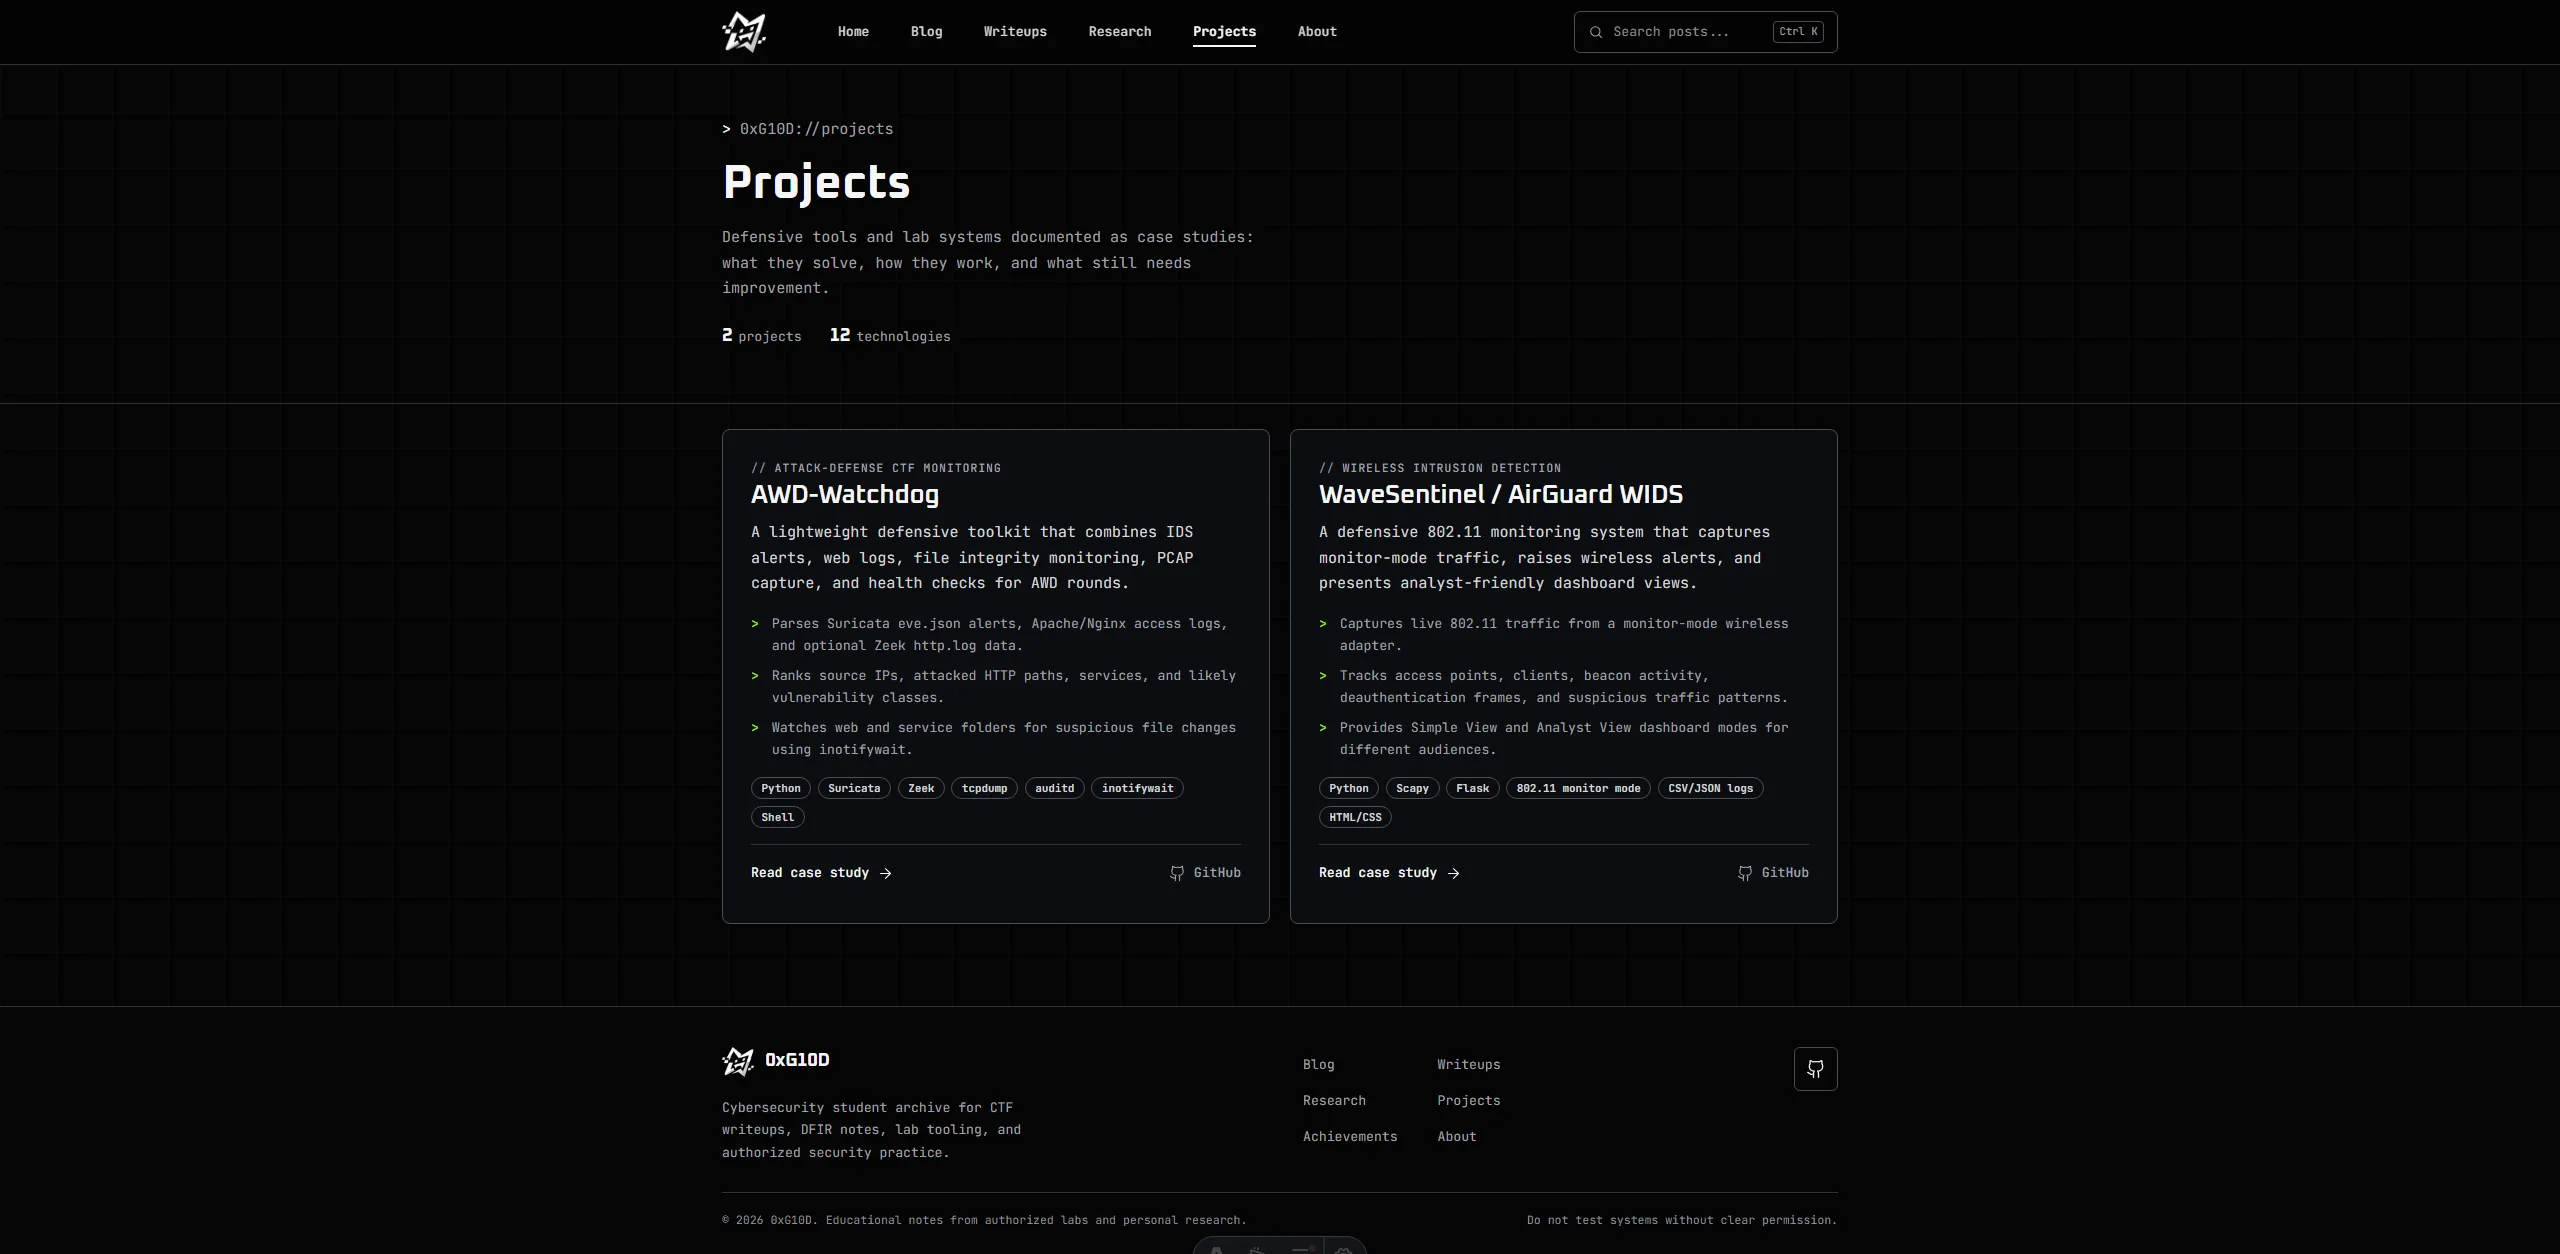 Home Blog Writeups Research Projects About Search posts... Ctrl K
> 0xG10D://projects
Projects
Defensive tools and lab systems documented as case studies:
what they solve, how they work, and what still needs
improvement.
2 projects 12 technologies
// ATTACK-DEFENSE CTF MONITORING
AWD-Watchdog
A lightweight defensive toolkit that combines IDS
alerts, web logs, file integrity monitoring, PCAP
capture, and health checks for AWD rounds.
> Parses Suricata eve.json alerts, Apache/Nginx access logs,
and optional Zeek http.log data.
> Ranks source IPs, attacked HTTP paths, services, and likely
vulnerability classes.
> Watches web and service folders for suspicious file changes
using inotifywait.
Python Suricata Zeek tcpdump auditd inotifywait
Shell
Read case study → GitHub
// WIRELESS INTRUSION DETECTION
WaveSentinel / AirGuard WIDS
A defensive 802.11 monitoring system that captures
monitor-mode traffic, raises wireless alerts, and
presents analyst-friendly dashboard views.
> Captures live 802.11 traffic from a monitor-mode wireless
adapter.
> Tracks access points, clients, beacon activity,
deauthentication frames, and suspicious traffic patterns.
> Provides Simple View and Analyst View dashboard modes for
different audiences.
Python Scapy Flask 802.11 monitor mode CSV/JSON logs
HTML/CSS
Read case study → GitHub
0xG10D
Cybersecurity student archive for CTF
writeups, DFIR notes, lab tooling, and
authorized security practice.
Blog Writeups
Research Projects
Achievements About
© 2026 0xG10D. Educational notes from authorized labs and personal research.
Do not test systems without clear permission.